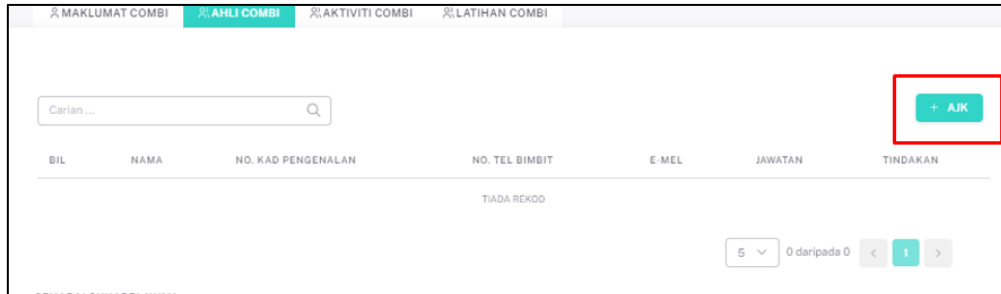 MAKLUMAT COMBI AHLI COMBI AKTIVITI COMBI LATIHAN COMBI
Carian ... + AJK
BIL NAMA NO. KAD PENGENALAN NO. TEL BIMBIT E-MEL JAWATAN TINDAKAN
TIADA REKOD
5 0 daripada 0 < 1 >